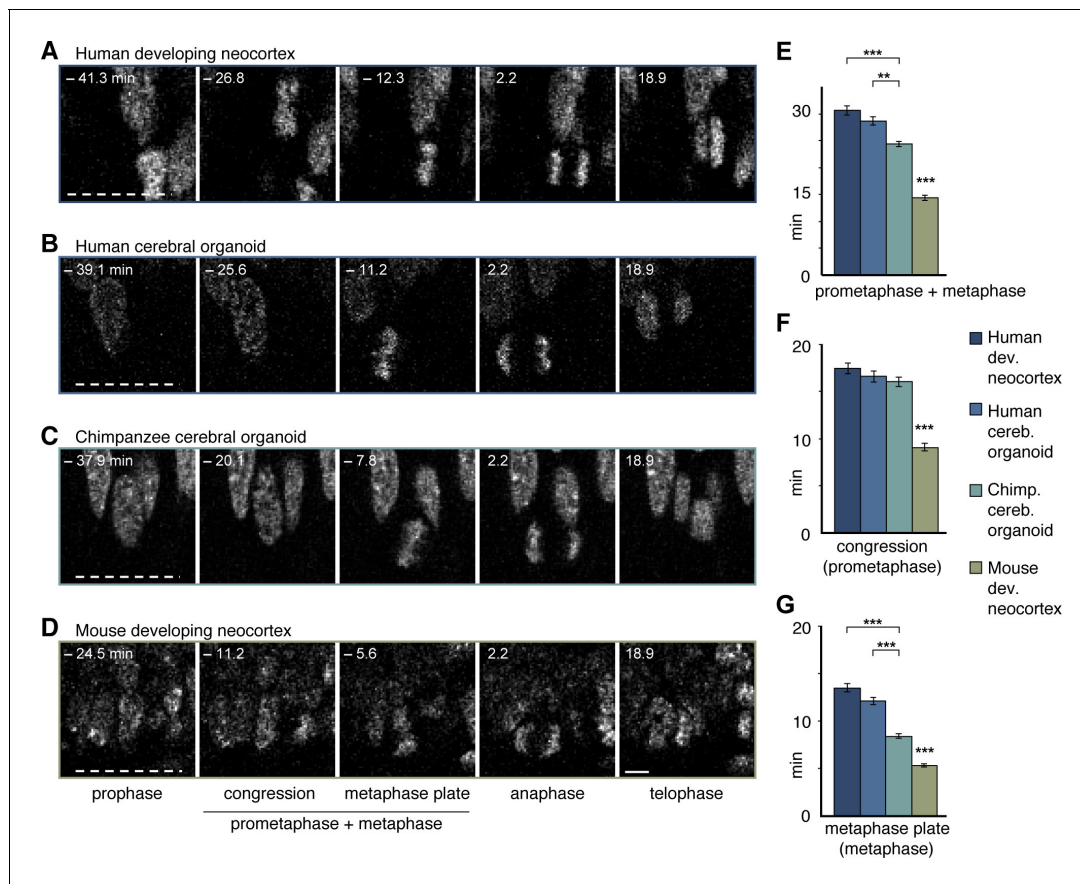 A Human developing neocortex
– 41.3 min
– 26.8
– 12.3
2.2
18.9
B Human cerebral organoid
– 39.1 min
– 25.6
– 11.2
2.2
18.9
C Chimpanzee cerebral organoid
– 37.9 min
– 20.1
– 7.8
2.2
18.9
D Mouse developing neocortex
– 24.5 min
– 11.2
– 5.6
2.2
18.9
prophase
congression
metaphase plate
anaphase
telophase
prometaphase + metaphase
E
***
**
***
30
15
0
min
prometaphase + metaphase
F
20
10
0
min
***
congression
(prometaphase)
G
***
***
***
20
10
0
min
metaphase plate
(metaphase)
Human
dev.
neocortex
Human
cereb.
organoid
Chimp.
cereb.
organoid
Mouse
dev.
neocortex